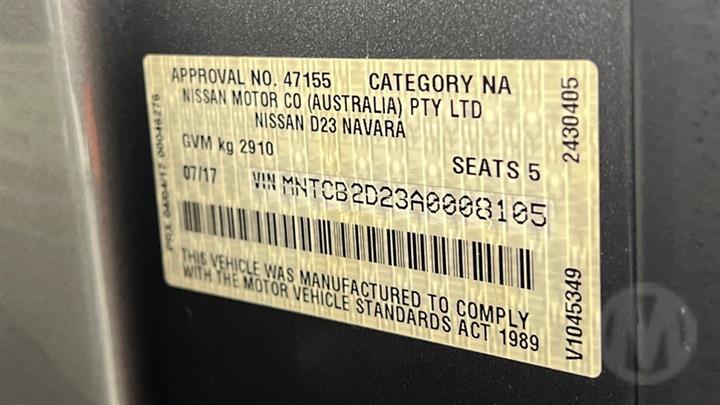 APPROVAL NO. 47155 CATEGORY NA
NISSAN MOTOR CO (AUSTRALIA) PTY LTD
NISSAN D23 NAVARA
GVM kg 2910
SEATS 5
07/17 VIN MNTCB2D23A0008105
THIS VEHICLE WAS MANUFACTURED TO COMPLY
WITH THE MOTOR VEHICLE STANDARDS ACT 1989
2430405
V1045349
M